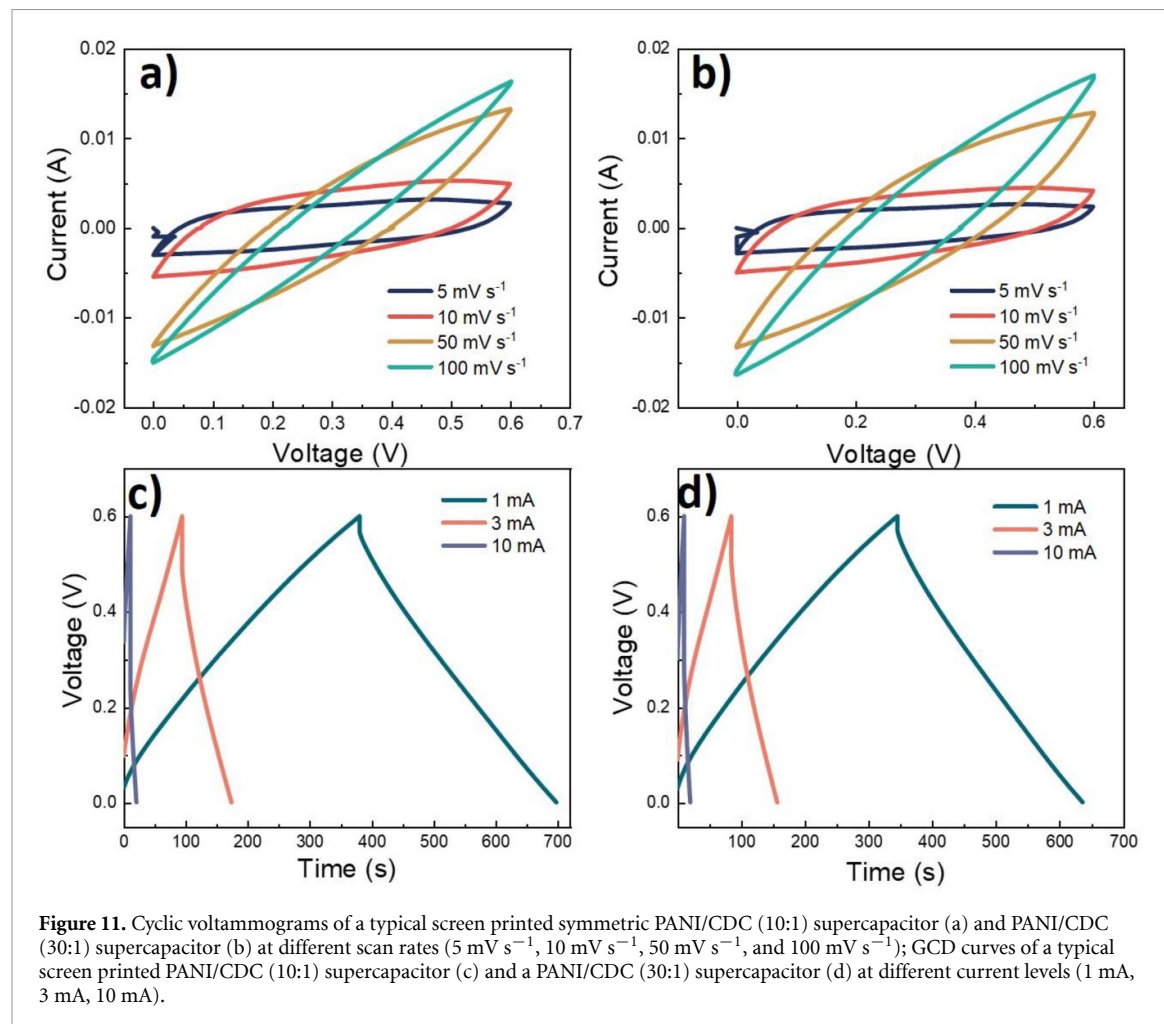 a)
0.02
0.01
0.00
-0.01
-0.02
Current (A)
5 mV s⁻¹
10 mV s⁻¹
50 mV s⁻¹
100 mV s⁻¹
0.0 0.1 0.2 0.3 0.4 0.5 0.6 0.7
Voltage (V)
b)
0.02
0.01
0.00
-0.01
-0.02
Current (A)
5 mV s⁻¹
10 mV s⁻¹
50 mV s⁻¹
100 mV s⁻¹
0.0 0.2 0.4 0.6
Voltage (V)
c)
0.6
0.4
0.2
0.0
Voltage (V)
1 mA
3 mA
10 mA
0 100 200 300 400 500 600 700
Time (s)
d)
0.6
0.4
0.2
0.0
Voltage (V)
1 mA
3 mA
10 mA
100 200 300 400 500 600 700
Time (s)
Figure 11. Cyclic voltammograms of a typical screen printed symmetric PANI/CDC (10:1) supercapacitor (a) and PANI/CDC
(30:1) supercapacitor (b) at different scan rates (5 mV s⁻¹, 10 mV s⁻¹, 50 mV s⁻¹, and 100 mV s⁻¹); GCD curves of a typical
screen printed PANI/CDC (10:1) supercapacitor (c) and a PANI/CDC (30:1) supercapacitor (d) at different current levels (1 mA,
3 mA, 10 mA).